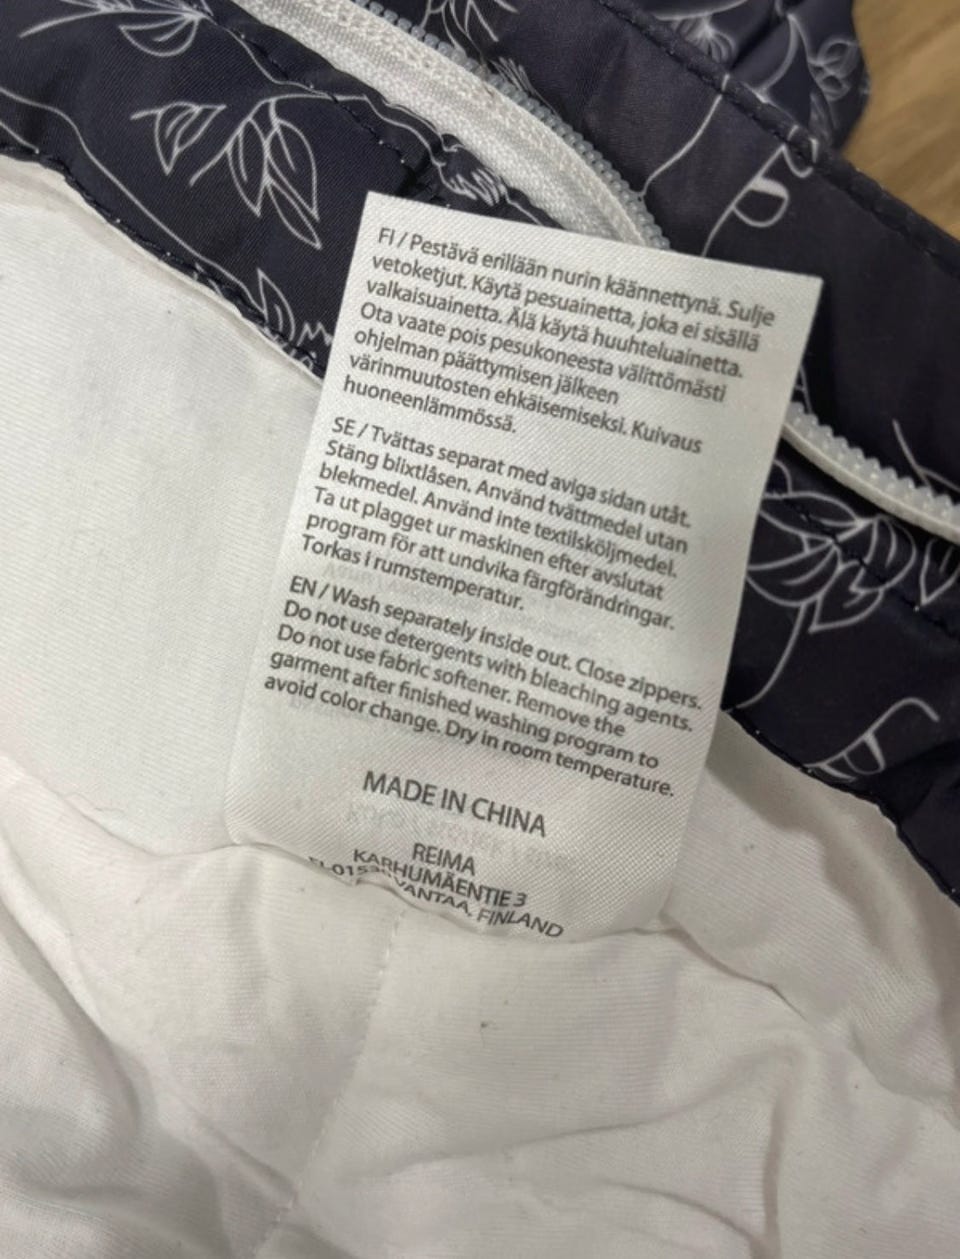 FI / Pestävä erillään nurin käännettynä. Sulje
vetoketjut. Käytä pesuainetta, joka ei sisällä
valkaisuainetta. Älä käytä huuhteluainetta.
Ota vaate pois pesukoneesta välittömästi
ohjelman päättymisen jälkeen
värinmuutosten ehkäisemiseksi. Kuivaus
huoneenlämmössä.
SE / Tvättas separat med aviga sidan utåt.
Stäng blixtlåsen. Använd tvättmedel utan
blekmedel. Använd inte textilsköljmedel.
Ta ut plagget ur maskinen efter avslutat
program för att undvika färgförändringar.
Torkas i rumstemperatur.
EN / Wash separately inside out. Close zippers.
Do not use detergents with bleaching agents.
Do not use fabric softener. Remove the
garment after finished washing program to
avoid color change. Dry in room temperature.
MADE IN CHINA
REIMA
KARHUMÄENTIE 3
VANTAA, FINLAND